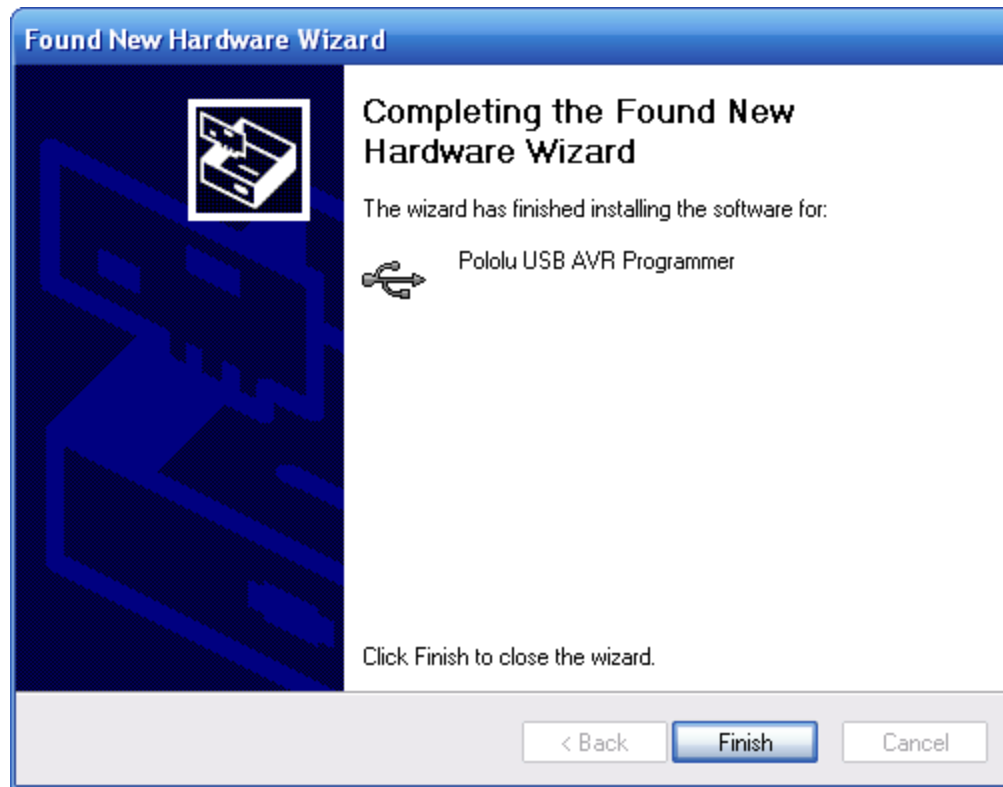 Found New Hardware Wizard
Completing the Found New
Hardware Wizard
The wizard has finished installing the software for:
Pololu USB AVR Programmer
Click Finish to close the wizard.
< Back Finish Cancel